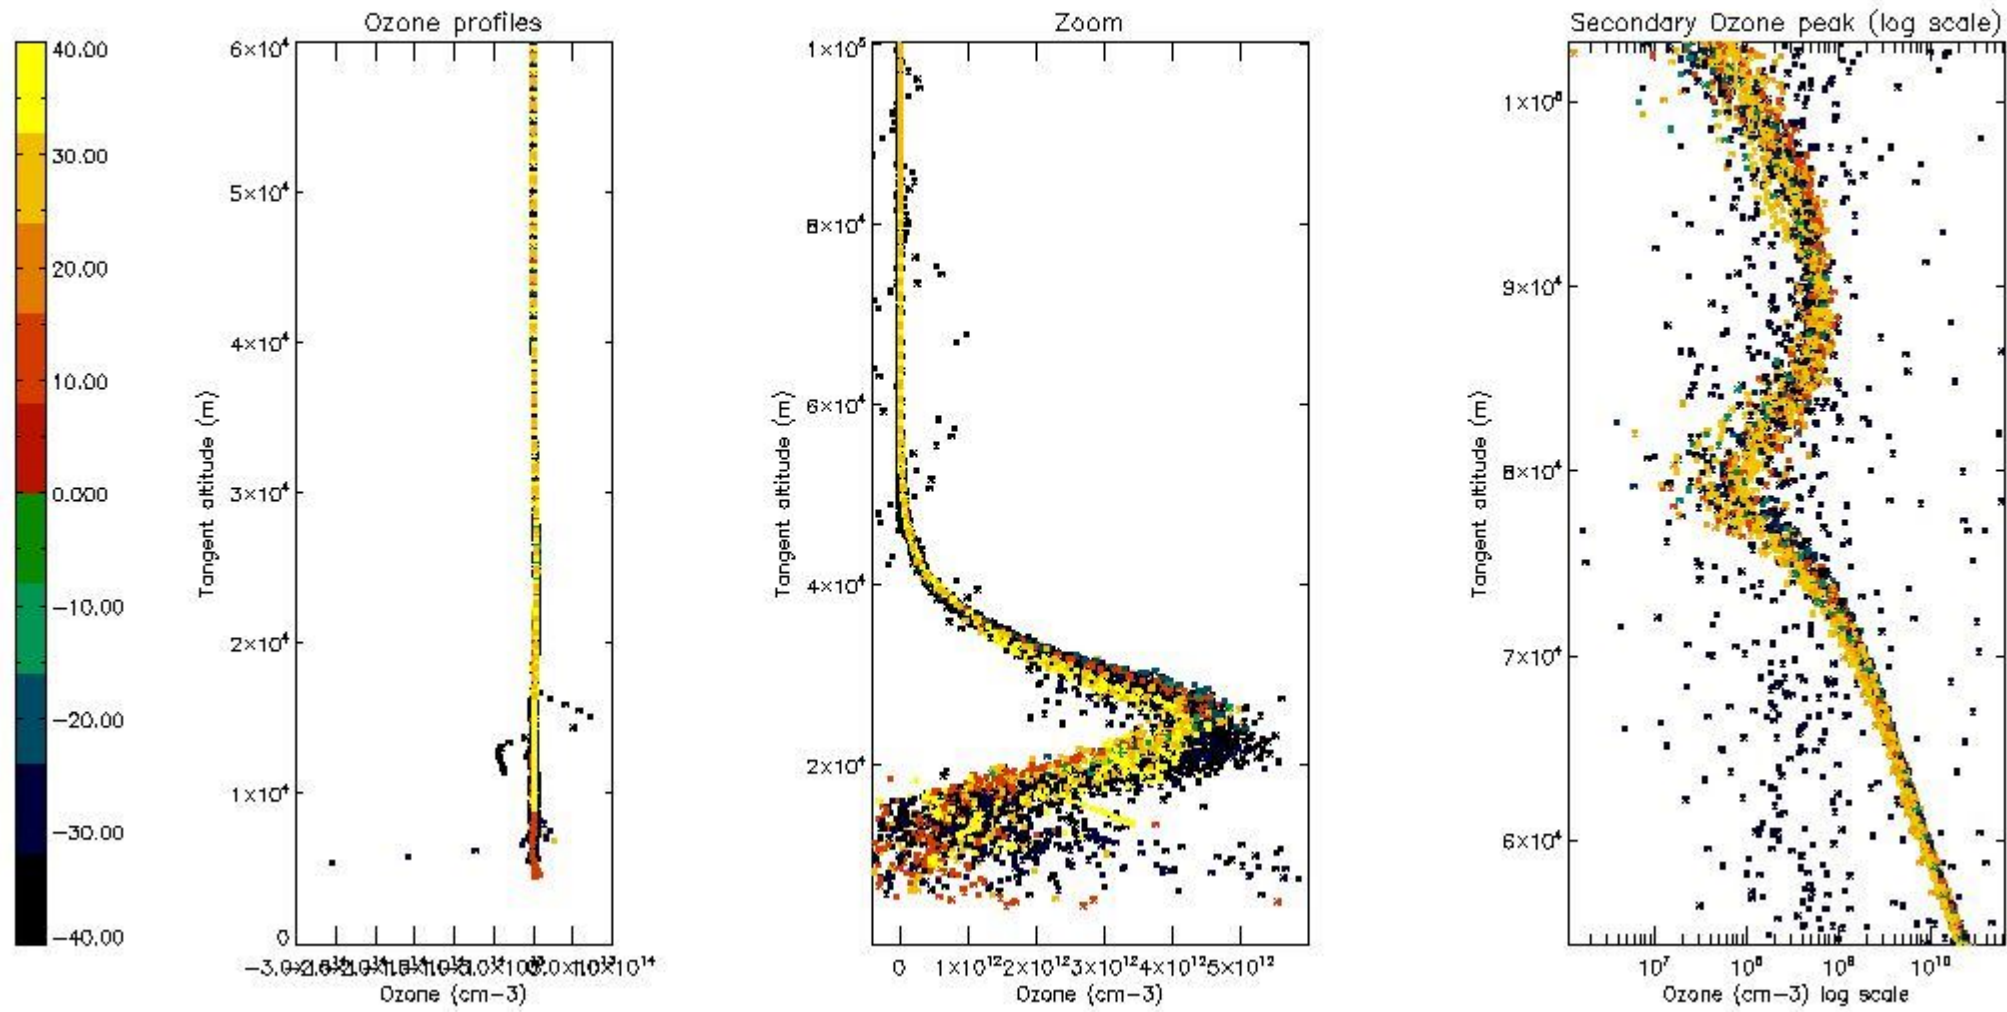 Ozone profiles
Zoom
Secondary Ozone peak (log scale)
40.00
30.00
20.00
10.00
−10.00
−20.00
−30.00
−40.00
6×10⁴
5×10⁴
4×10⁴
3×10⁴
2×10⁴
1×10⁴
0
Tangent altitude (m)
Ozone (cm−3)
1×10⁵
8×10⁴
6×10⁴
4×10⁴
2×10⁴
Tangent altitude (m)
0 1×10¹² 2×10¹² 3×10¹² 4×10¹² 5×10¹²
Ozone (cm−3)
9×10⁴
8×10⁴
7×10⁴
6×10⁴
Tangent altitude (m)
10⁷ 10⁸ 10⁹ 10¹⁰
Ozone (cm−3) log scale